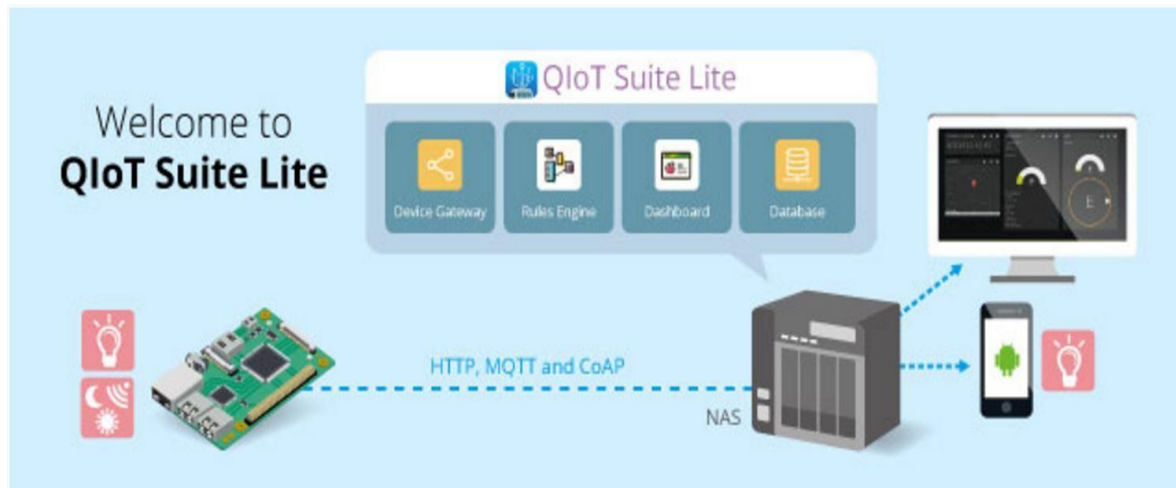 Welcome to
QIoT Suite Lite
QIoT Suite Lite
Device Gateway
Rules Engine
Dashboard
Database
HTTP, MQTT and CoAP
NAS
E